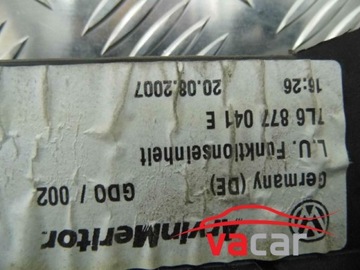 ArvinMeritor.
GDO / 002
Germany (DE)
L.U. Funktionseinheit
7L6 877 041 E
20.08.2007 16:26
vacar